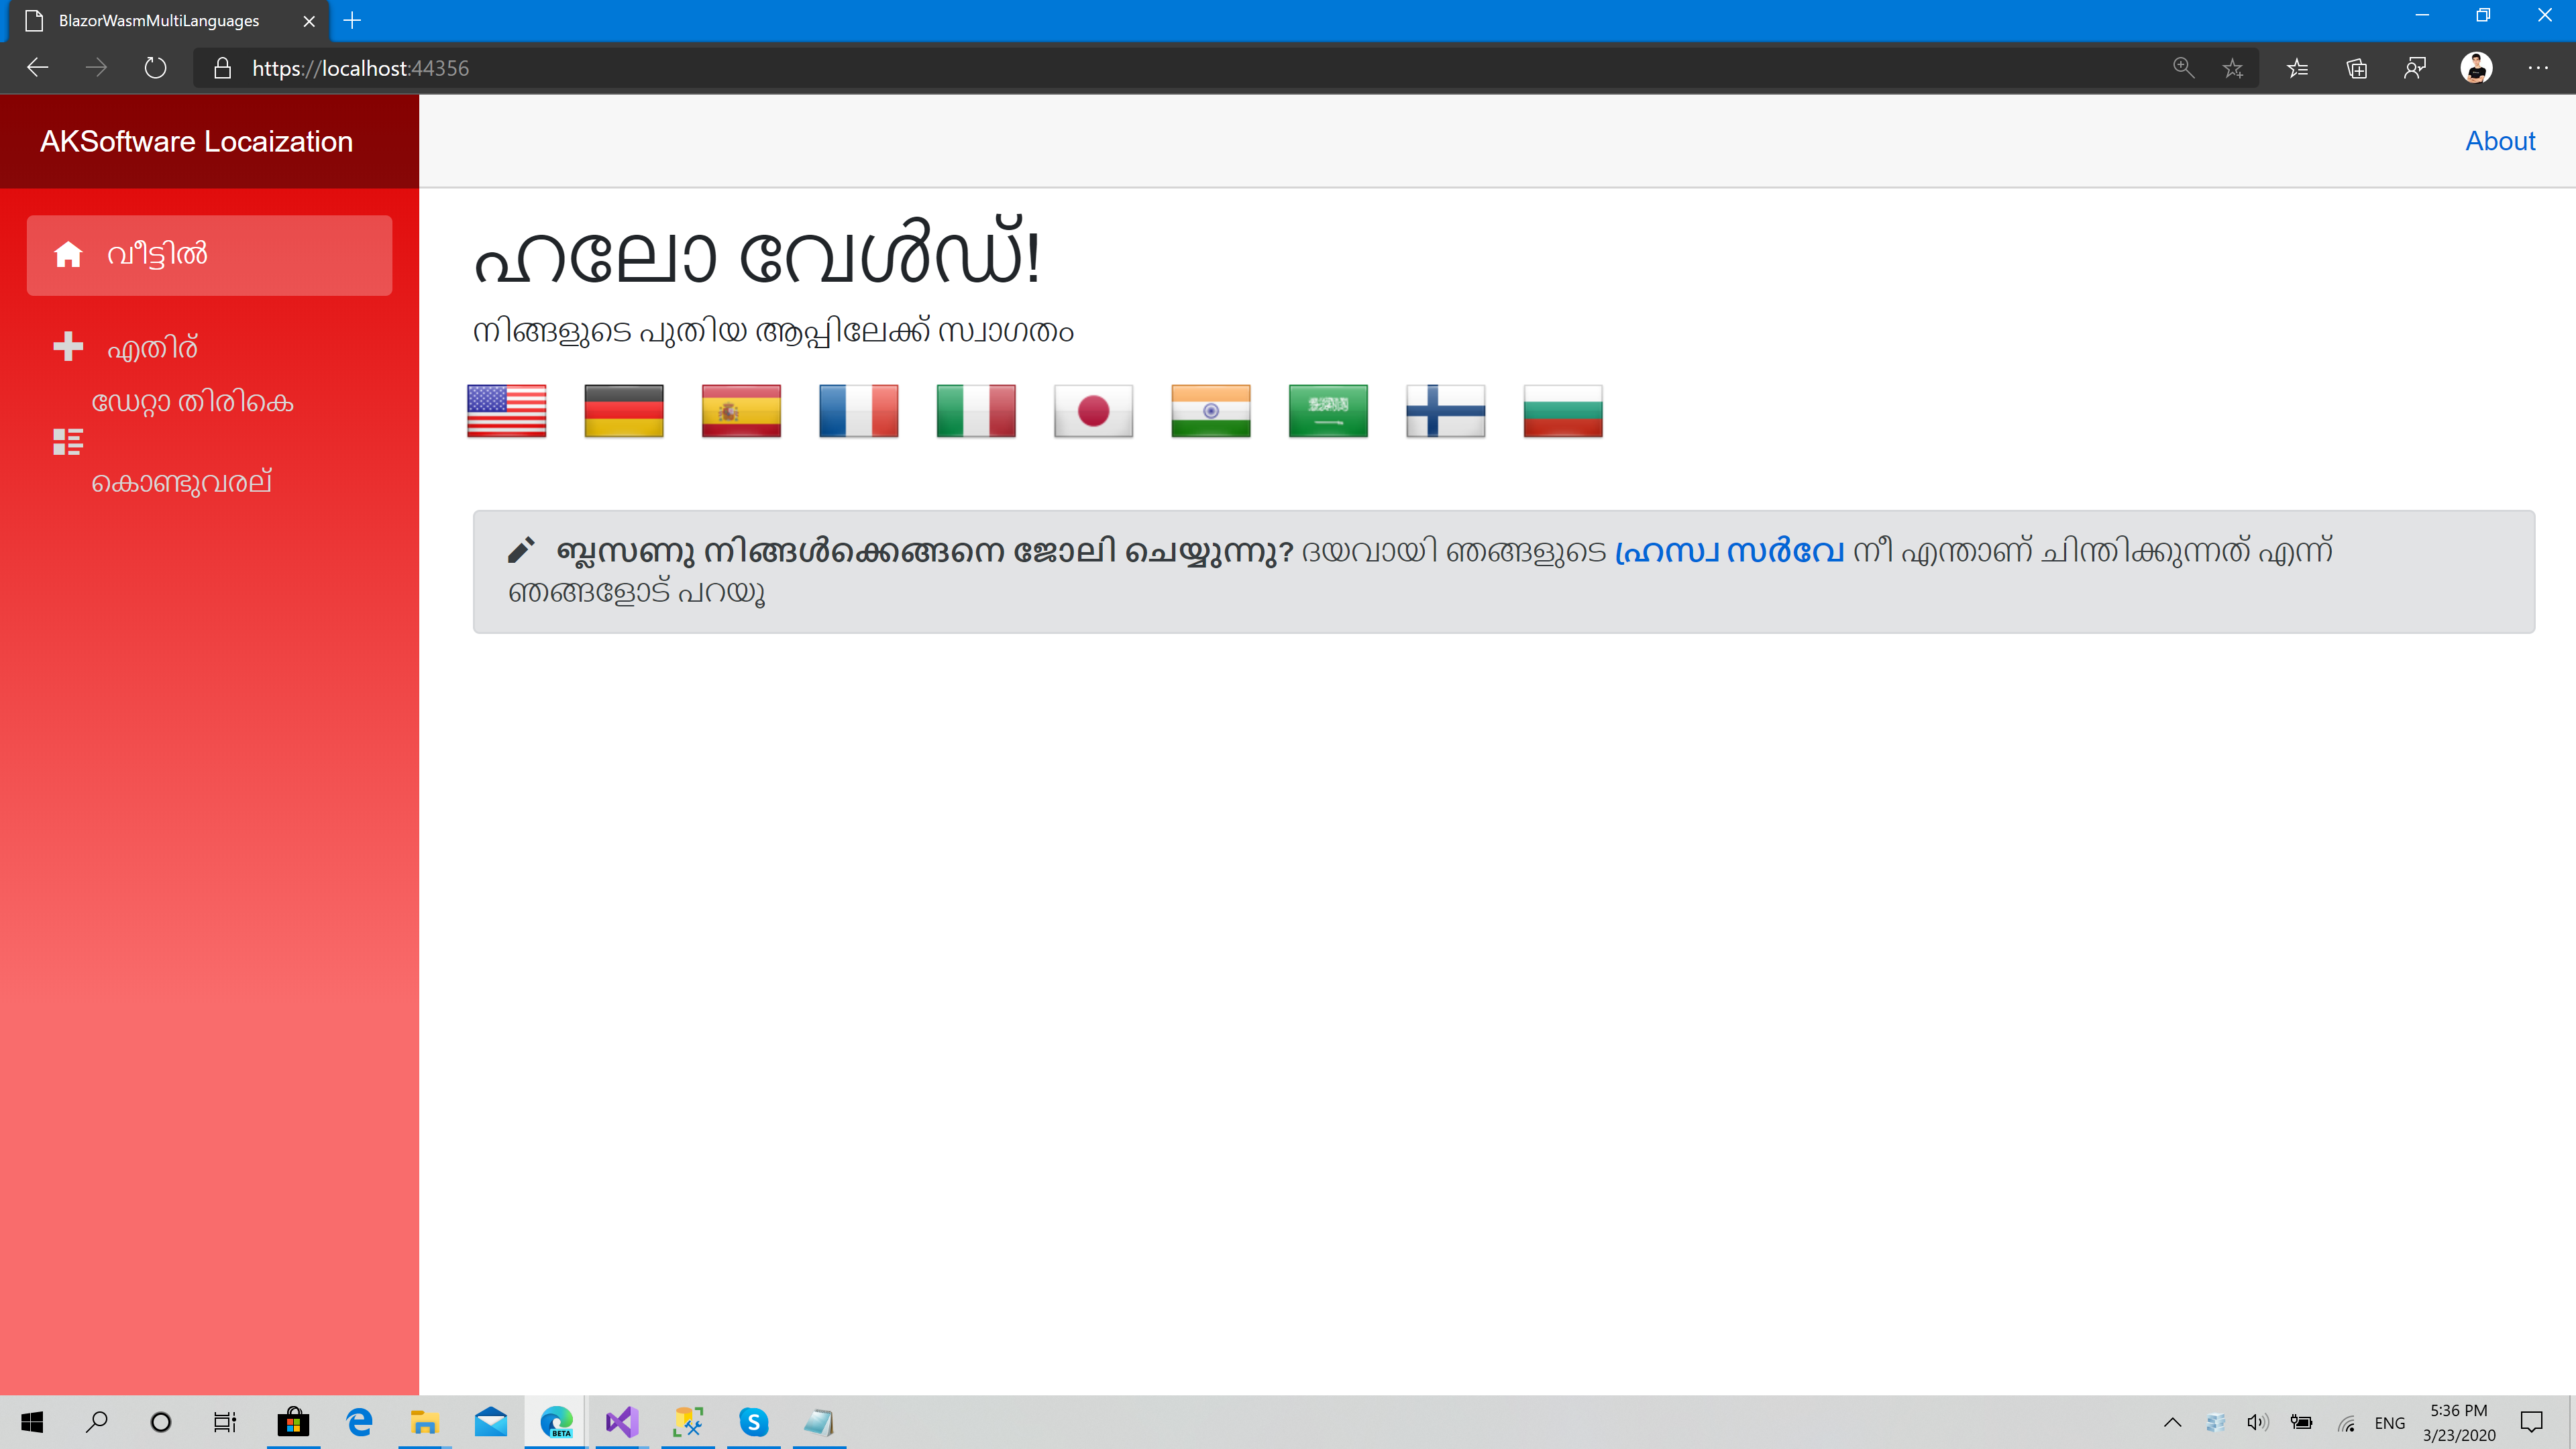 BlazorWasmMultiLanguages
https://localhost:44356
AKSoftware Locaization
About
വീട്ടിൽ
എതിര്
ഡേറ്റാ തിരികെ
കൊണ്ടുവരല്
ഹലോ വേൾഡ്!
നിങ്ങളുടെ പുതിയ ആപ്പിലേക്ക് സ്വാഗതം
ബ്ലസണു നിങ്ങൾക്കെങ്ങനെ ജോലി ചെയ്യുന്നു? ദയവായി ഞങ്ങളുടെ ഹ്രസ്വ സർവേ നീ എന്താണ് ചിന്തിക്കുന്നത് എന്ന്
ഞങ്ങളോട് പറയൂ
BETA
ENG
5:36 PM
3/23/2020